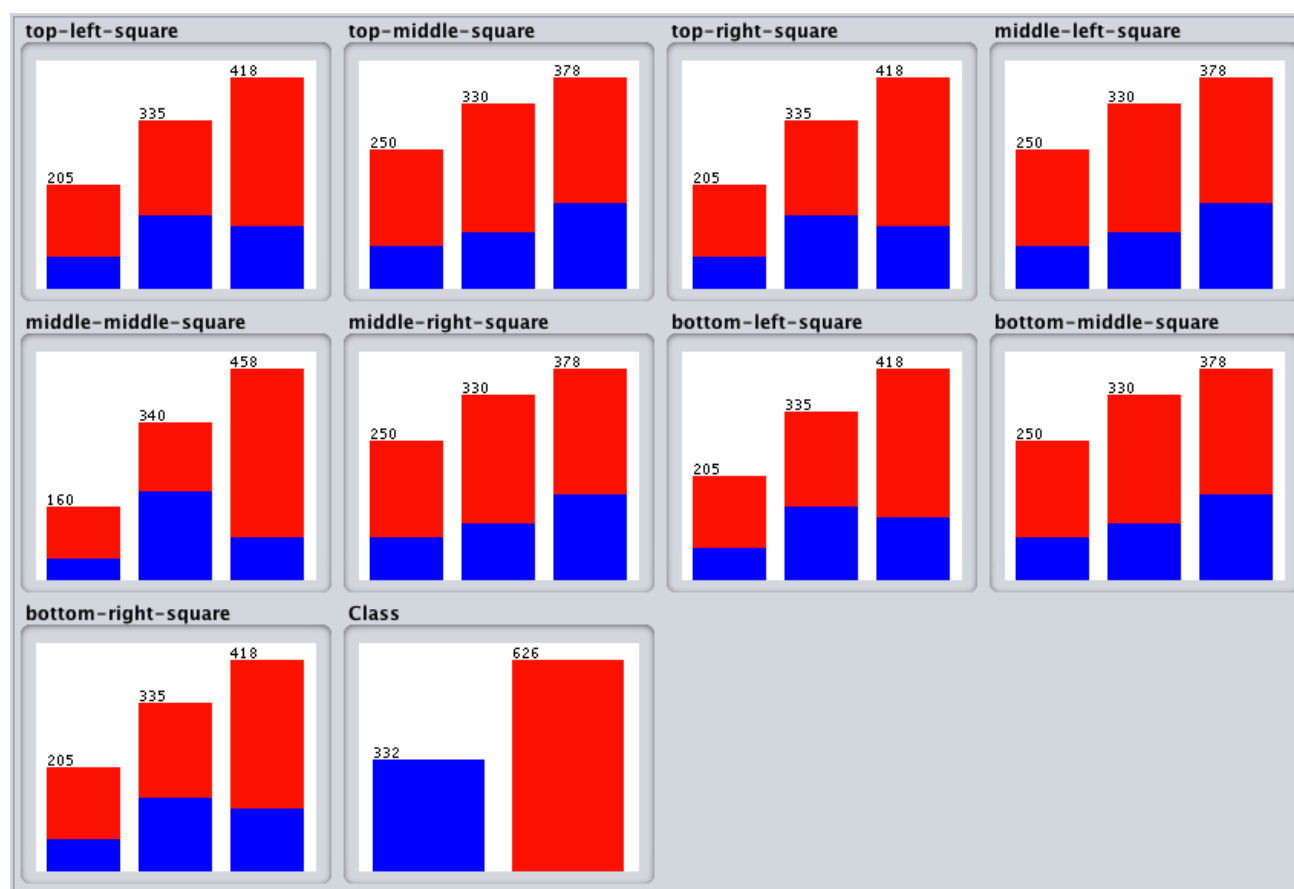 top-left-square
top-middle-square
top-right-square
middle-left-square
205
335
418
250
330
378
205
335
418
250
330
378
middle-middle-square
middle-right-square
bottom-left-square
bottom-middle-square
160
340
458
250
330
378
205
335
418
250
330
378
bottom-right-square
Class
205
335
418
332
626